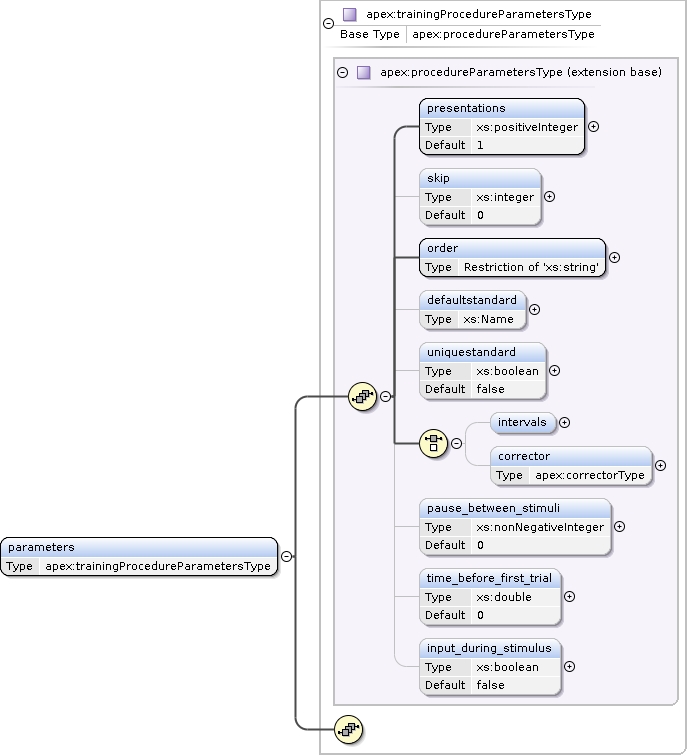 apex:trainingProcedureParametersType
Base Type apex:procedureParametersType
apex:procedureParametersType (extension base)
presentations
Type xs:positiveInteger
Default 1
skip
Type xs:integer
Default 0
order
Type Restriction of 'xs:string'
defaultstandard
Type xs:Name
uniquestandard
Type xs:boolean
Default false
intervals
corrector
Type apex:correctorType
pause_between_stimuli
Type xs:nonNegativeInteger
Default 0
parameters
Type apex:trainingProcedureParametersType
time_before_first_trial
Type xs:double
Default 0
input_during_stimulus
Type xs:boolean
Default false